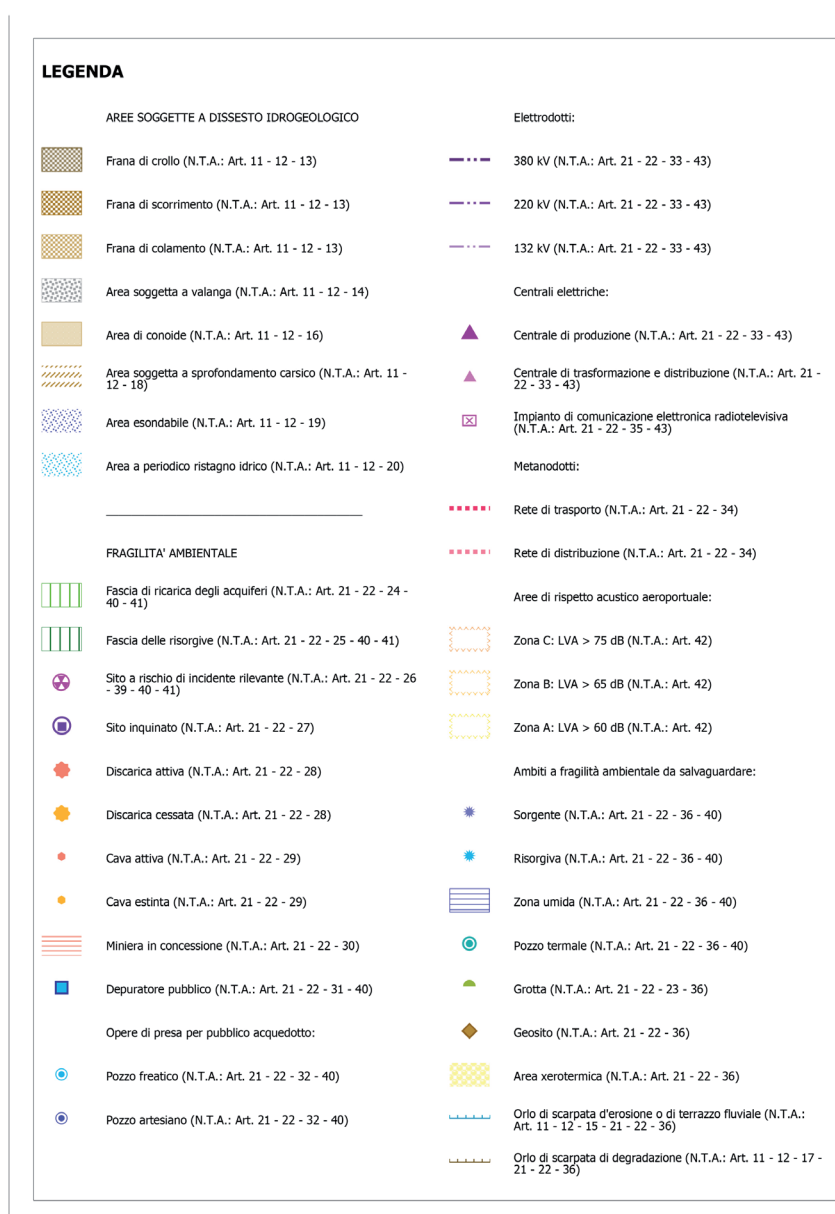 LEGENDA
AREE SOGGETTE A DISSESTO IDROGEOLOGICO
Frana di crollo (N.T.A.: Art. 11 - 12 - 13)
Frana di scorrimento (N.T.A.: Art. 11 - 12 - 13)
Frana di colamento (N.T.A.: Art. 11 - 12 - 13)
Area soggetta a valanga (N.T.A.: Art. 11 - 12 - 14)
Area di conoide (N.T.A.: Art. 11 - 12 - 16)
Area soggetta a sprofondamento carsico (N.T.A.: Art. 11 -
12 - 18)
Area esondabile (N.T.A.: Art. 11 - 12 - 19)
Area a periodico ristagno idrico (N.T.A.: Art. 11 - 12 - 20)
FRAGILITA' AMBIENTALE
Fascia di ricarica degli acquiferi (N.T.A.: Art. 21 - 22 - 24 -
40 - 41)
Fascia delle risorgive (N.T.A.: Art. 21 - 22 - 25 - 40 - 41)
Sito a rischio di incidente rilevante (N.T.A.: Art. 21 - 22 - 26
- 39 - 40 - 41)
Sito inquinato (N.T.A.: Art. 21 - 22 - 27)
Discarica attiva (N.T.A.: Art. 21 - 22 - 28)
Discarica cessata (N.T.A.: Art. 21 - 22 - 28)
Cava attiva (N.T.A.: Art. 21 - 22 - 29)
Cava estinta (N.T.A.: Art. 21 - 22 - 29)
Miniera in concessione (N.T.A.: Art. 21 - 22 - 30)
Depuratore pubblico (N.T.A.: Art. 21 - 22 - 31 - 40)
Opere di presa per pubblico acquedotto:
Pozzo freatico (N.T.A.: Art. 21 - 22 - 32 - 40)
Pozzo artesiano (N.T.A.: Art. 21 - 22 - 32 - 40)
Elettrodotti:
380 kV (N.T.A.: Art. 21 - 22 - 33 - 43)
220 kV (N.T.A.: Art. 21 - 22 - 33 - 43)
132 kV (N.T.A.: Art. 21 - 22 - 33 - 43)
Centrali elettriche:
Centrale di produzione (N.T.A.: Art. 21 - 22 - 33 - 43)
Centrale di trasformazione e distribuzione (N.T.A.: Art. 21 -
22 - 33 - 43)
Impianto di comunicazione elettronica radiotelevisiva
(N.T.A.: Art. 21 - 22 - 35 - 43)
Metanodotti:
Rete di trasporto (N.T.A.: Art. 21 - 22 - 34)
Rete di distribuzione (N.T.A.: Art. 21 - 22 - 34)
Aree di rispetto acustico aeroportuale:
Zona C: LVA > 75 dB (N.T.A.: Art. 42)
Zona B: LVA > 65 dB (N.T.A.: Art. 42)
Zona A: LVA > 60 dB (N.T.A.: Art. 42)
Ambiti a fragilità ambientale da salvaguardare:
Sorgente (N.T.A.: Art. 21 - 22 - 36 - 40)
Risorgiva (N.T.A.: Art. 21 - 22 - 36 - 40)
Zona umida (N.T.A.: Art. 21 - 22 - 36 - 40)
Pozzo termale (N.T.A.: Art. 21 - 22 - 36 - 40)
Grotta (N.T.A.: Art. 21 - 22 - 23 - 36)
Geosito (N.T.A.: Art. 21 - 22 - 36)
Area xerotermica (N.T.A.: Art. 21 - 22 - 36)
Orlo di scarpata d'erosione o di terrazzo fluviale (N.T.A.:
Art. 11 - 12 - 15 - 21 - 22 - 36)
Orlo di scarpata di degradazione (N.T.A.: Art. 11 - 12 - 17 -
21 - 22 - 36)